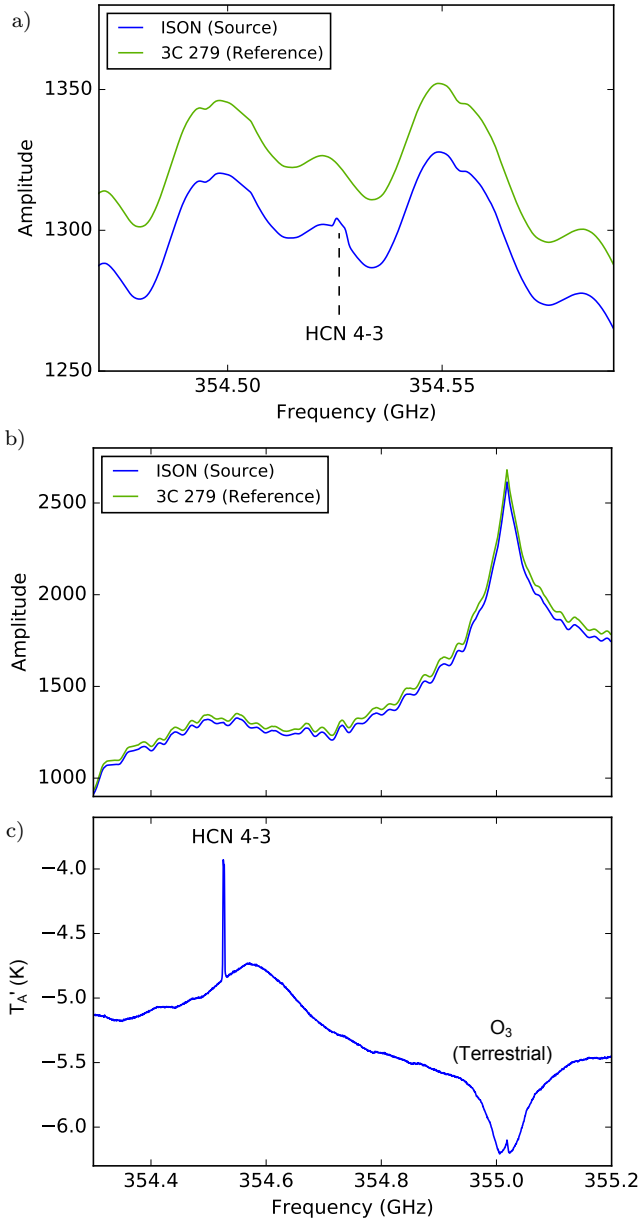 a)
ISON (Source)
3C 279 (Reference)
1350
1300
1250
Amplitude
HCN 4-3
354.50
354.55
Frequency (GHz)
b)
ISON (Source)
3C 279 (Reference)
2500
2000
1500
1000
Amplitude
c)
HCN 4-3
−4.0
−4.5
−5.0
−5.5
−6.0
T_A' (K)
O₃
(Terrestrial)
354.4
354.6
354.8
355.0
355.2
Frequency (GHz)